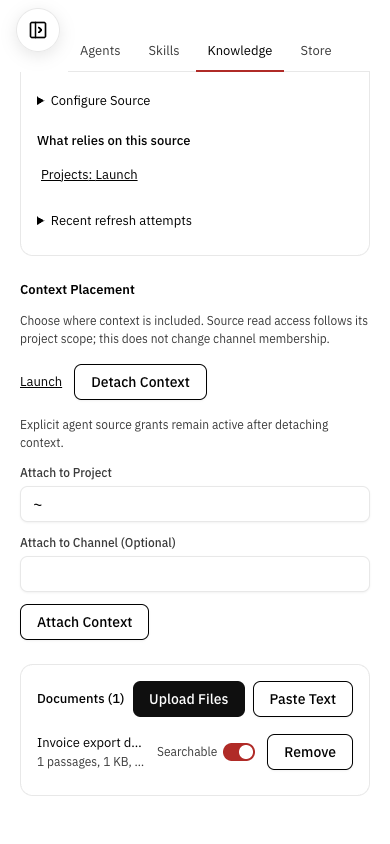 Agents Skills Knowledge Store
▶ Configure Source
What relies on this source
Projects: Launch
▶ Recent refresh attempts
Context Placement
Choose where context is included. Source read access follows its
project scope; this does not change channel membership.
Launch Detach Context
Explicit agent source grants remain active after detaching
context.
Attach to Project
~
Attach to Channel (Optional)
Attach Context
Documents (1) Upload Files Paste Text
Invoice export d...
1 passages, 1 KB, ...
Searchable Remove